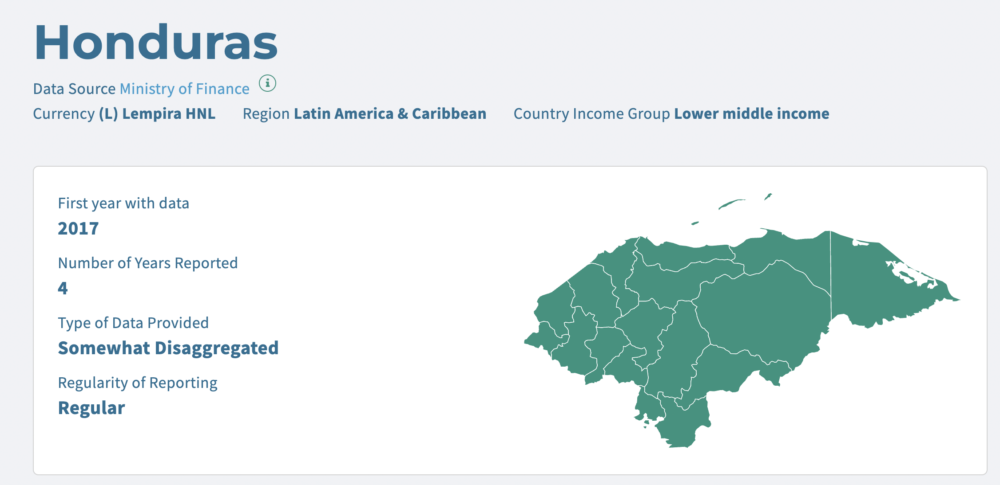 Honduras
Data Source Ministry of Finance
Currency (L) Lempira HNL Region Latin America & Caribbean Country Income Group Lower middle income
First year with data
2017
Number of Years Reported
4
Type of Data Provided
Somewhat Disaggregated
Regularity of Reporting
Regular